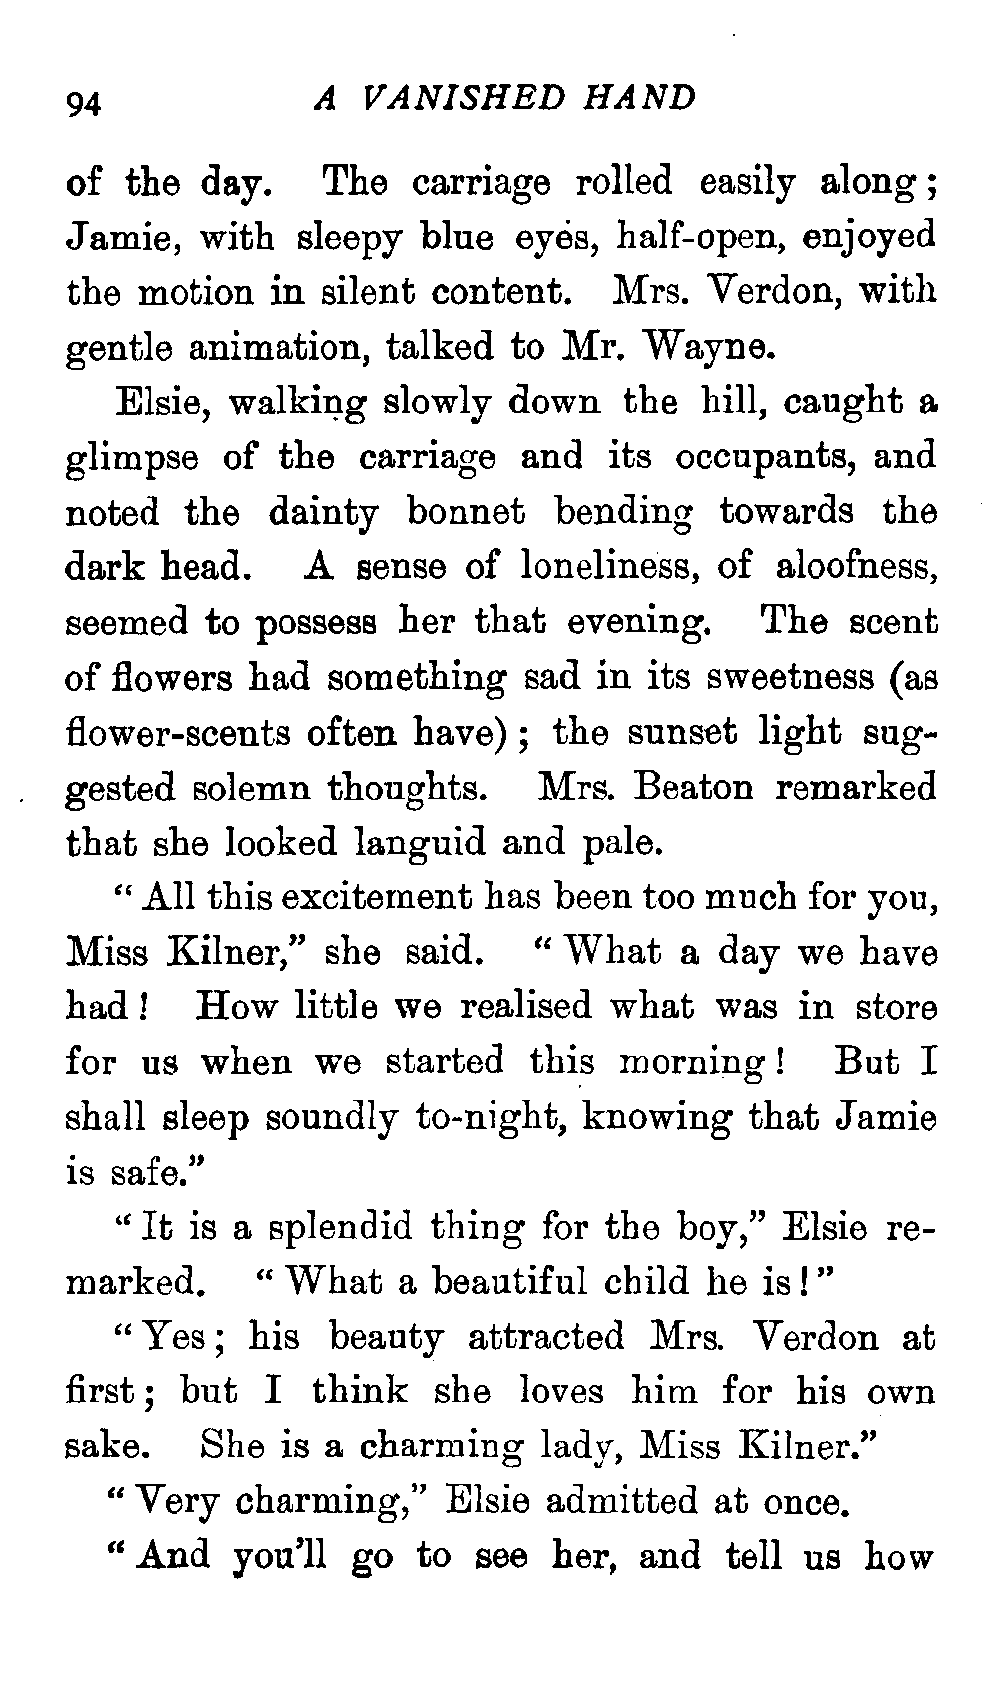 94 A VANISHED HAND
of the day. The carriage rolled easily along;
Jamie, with sleepy blue eyes, half-open, enjoyed
the motion in silent content. Mrs. Verdon, with
gentle animation, talked to Mr. Wayne.
Elsie, walking slowly down the hill, caught a
glimpse of the carriage and its occupants, and
noted the dainty bonnet bending towards the
dark head. A sense of loneliness, of aloofness,
seemed to possess her that evening. The scent
of flowers had something sad in its sweetness (as
flower-scents often have); the sunset light sug-
gested solemn thoughts. Mrs. Beaton remarked
that she looked languid and pale.
“All this excitement has been too much for you,
Miss Kilner,” she said. “What a day we have
had! How little we realised what was in store
for us when we started this morning! But I
shall sleep soundly to-night, knowing that Jamie
is safe.”
“It is a splendid thing for the boy,” Elsie re-
marked. “What a beautiful child he is!”
“Yes; his beauty attracted Mrs. Verdon at
first; but I think she loves him for his own
sake. She is a charming lady, Miss Kilner.”
“Very charming,” Elsie admitted at once.
“And you’ll go to see her, and tell us how